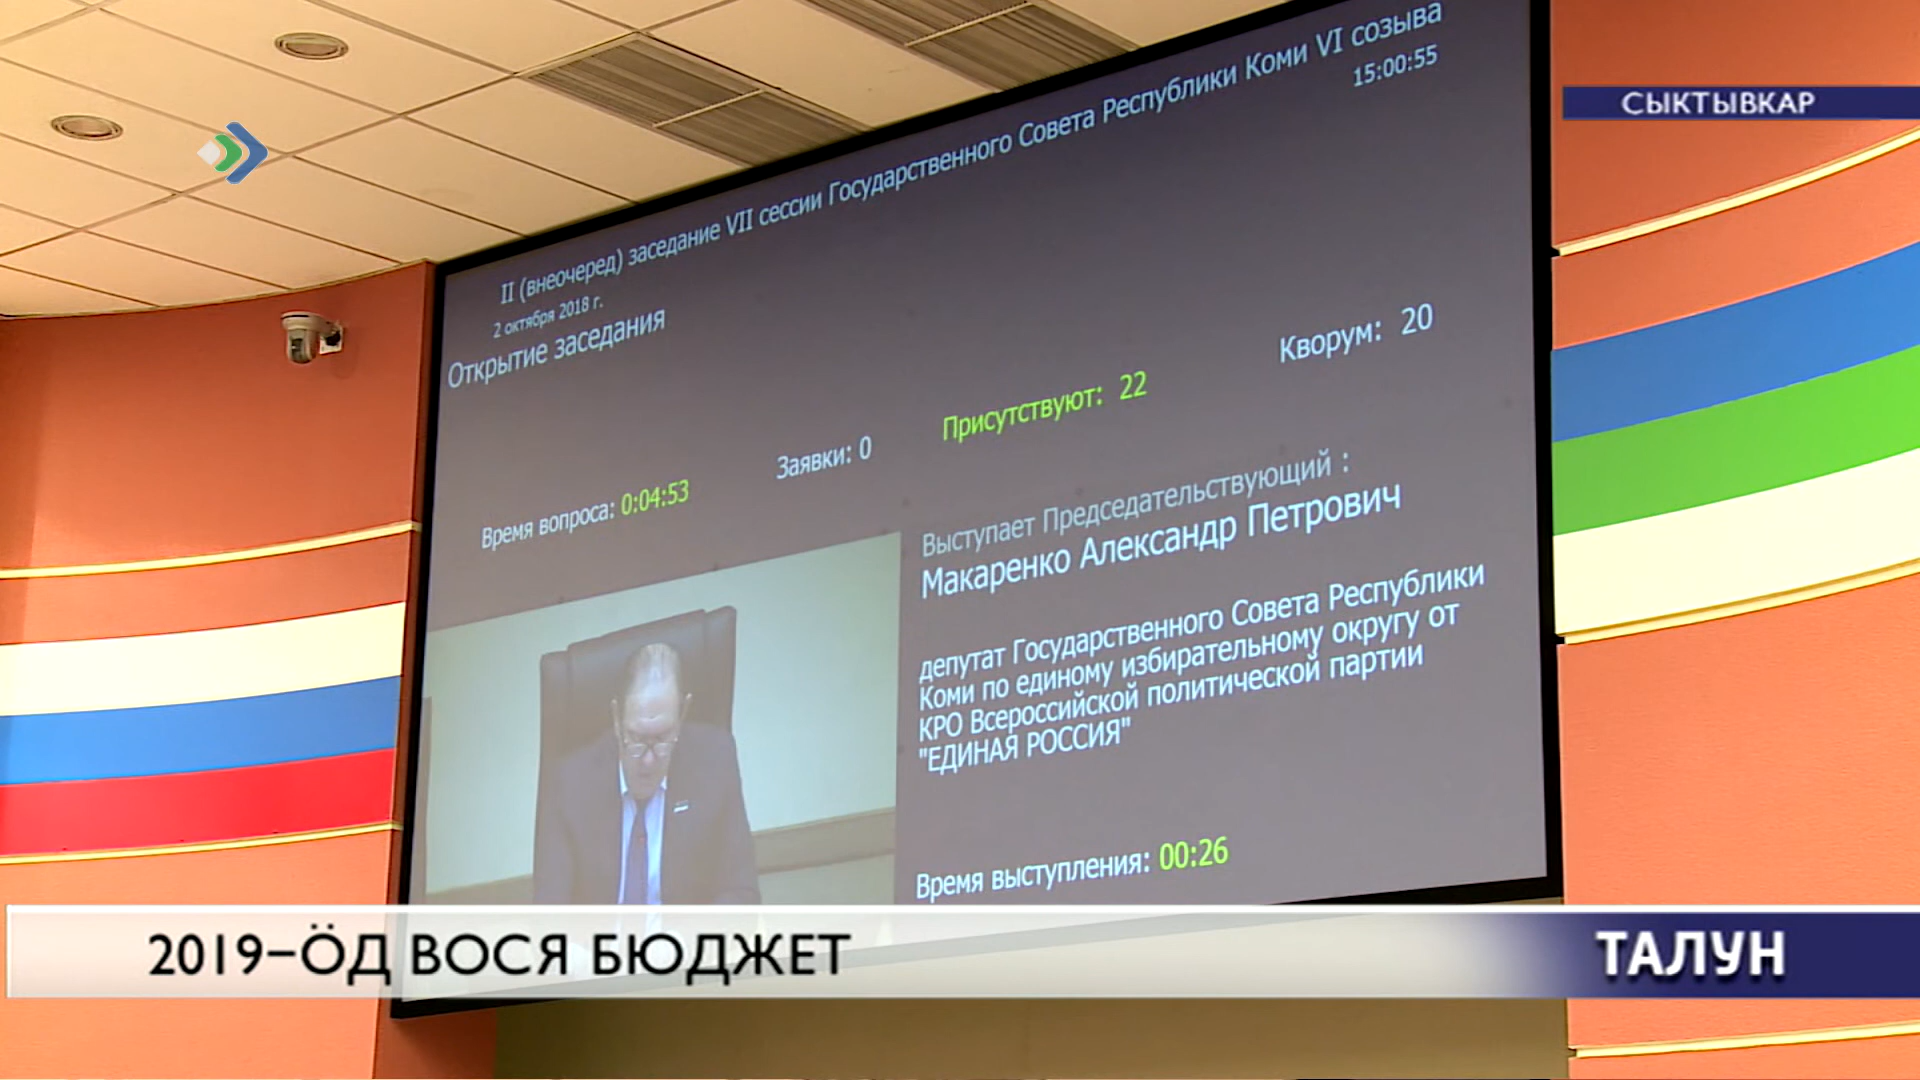 II (внеочеред) заседание VII сессии Государственного Совета Республики Коми VI созыва
2 октября 2018 г.
15:00:55
СЫКТЫВКАР
Открытие заседания
Кворум: 20
Присутствуют: 22
Заявки: 0
Время вопроса: 0:04:53
Выступает Председательствующий :
Макаренко Александр Петрович
депутат Государственного Совета Республики
Коми по единому избирательному округу от
КРО Всероссийской политической партии
"ЕДИНАЯ РОССИЯ"
Время выступления: 00:26
2019–ӦД ВОСЯ БЮДЖЕТ
ТАЛУН